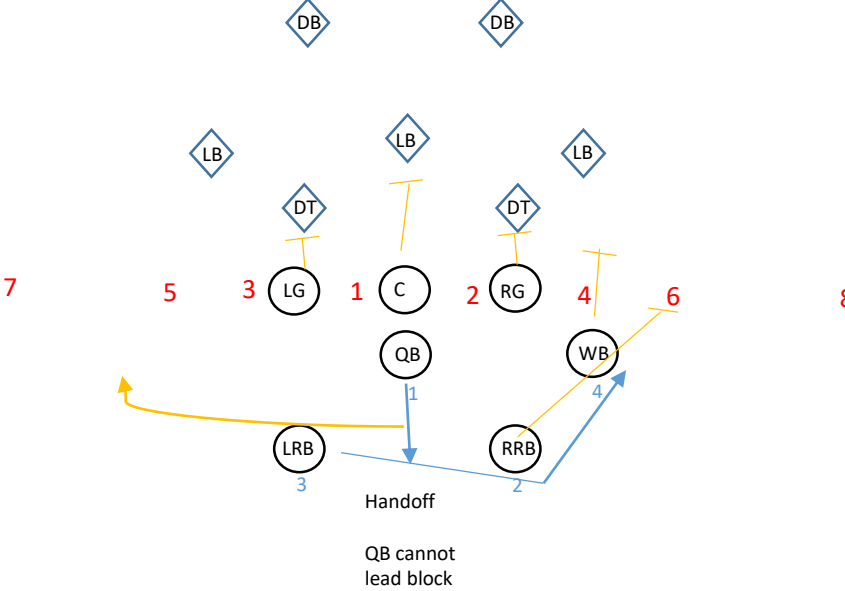 DB DB
LB LB LB
DT DT
7 5 3 LG 1 C 2 RG 4 6 8
QB WB
1 4
LRB RRB
3 2
Handoff
QB cannot
lead block